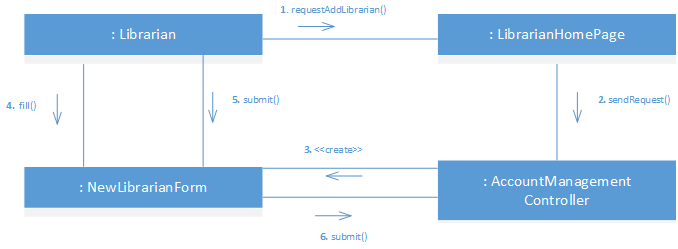 1. requestAddLibrarian()
: Librarian
: LibrarianHomePage
4. fill()
5. submit()
2. sendRequest()
3. <<create>>
: NewLibrarianForm
: AccountManagement
Controller
6. submit()